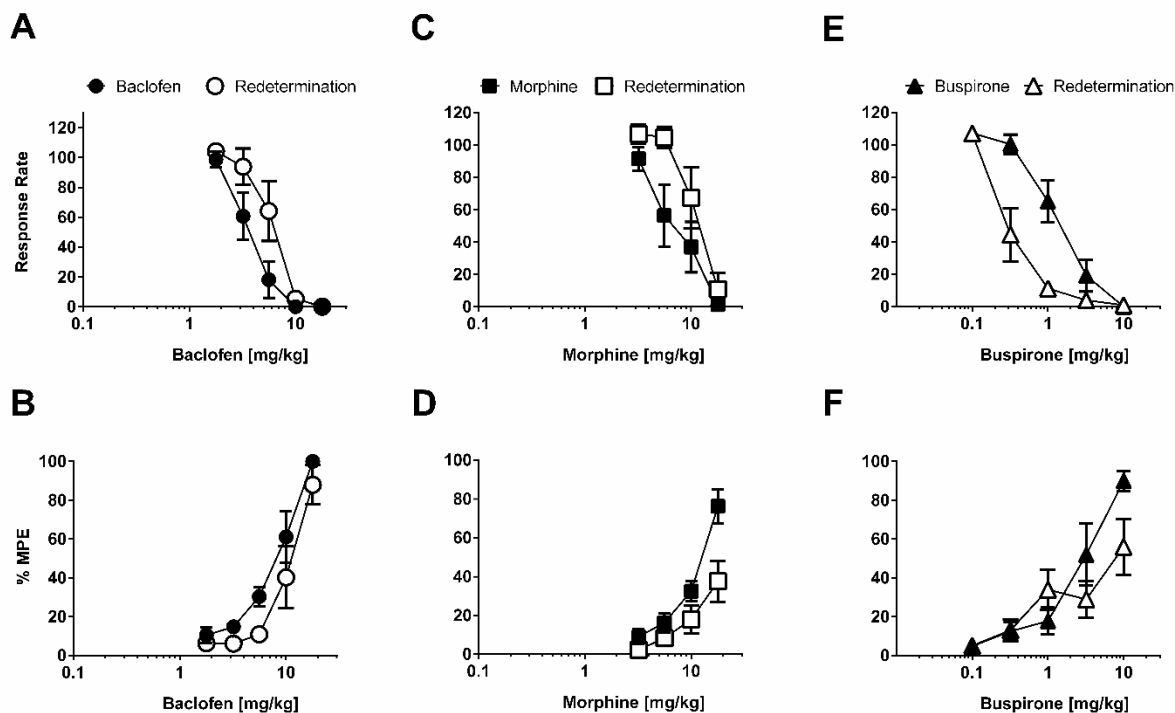 A
Baclofen Redetermination
Response Rate
120
100
80
60
40
20
0
0.1 1 10
Baclofen [mg/kg]
C
Morphine Redetermination
120
100
80
60
40
20
0
0.1 1 10
Morphine [mg/kg]
E
Buspirone Redetermination
120
100
80
60
40
20
0
0.1 1 10
Buspirone [mg/kg]
B
% MPE
100
80
60
40
20
0
0.1 1 10
Baclofen [mg/kg]
D
100
80
60
40
20
0
0.1 1 10
Morphine [mg/kg]
F
100
80
60
40
20
0
0.1 1 10
Buspirone [mg/kg]